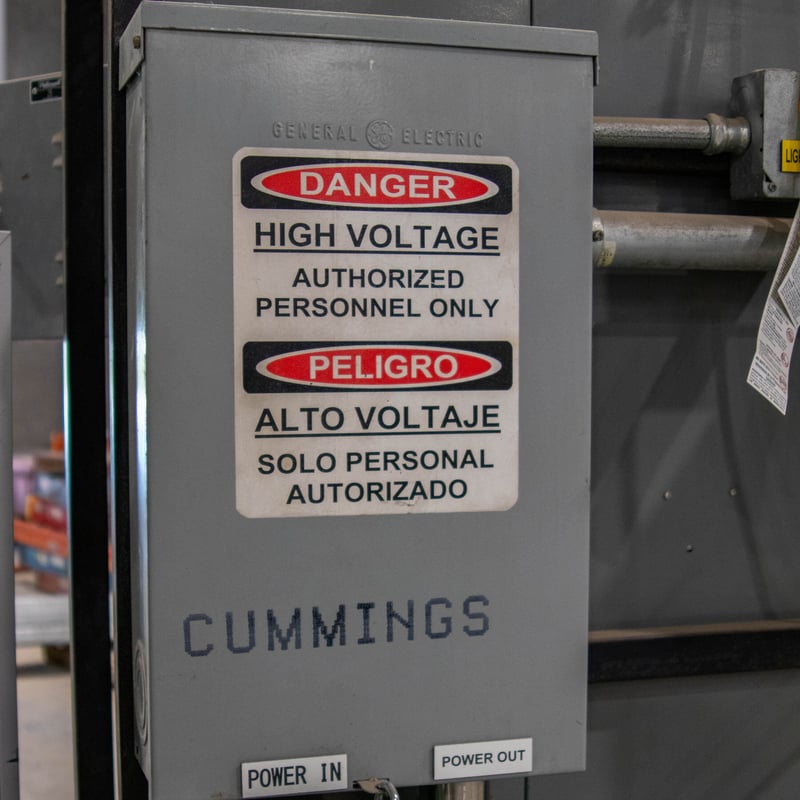 GENERAL ELECTRIC
DANGER
HIGH VOLTAGE
AUTHORIZED
PERSONNEL ONLY
PELIGRO
ALTO VOLTAJE
SOLO PERSONAL
AUTORIZADO
CUMMINGS
POWER IN
POWER OUT